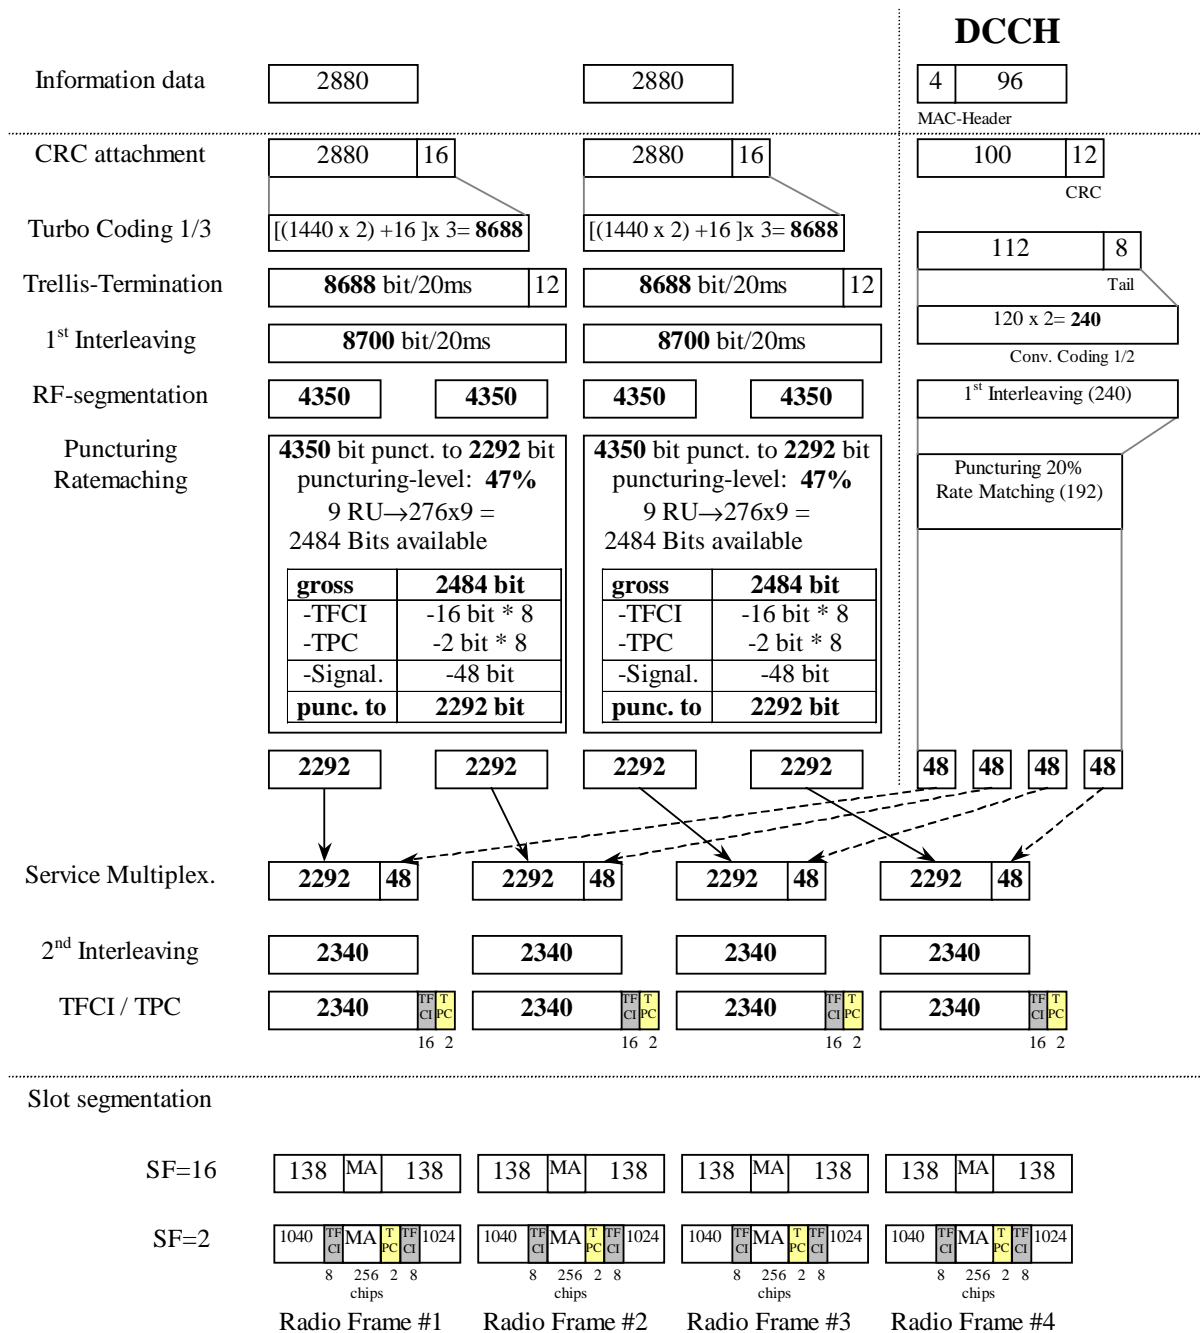 DCCH
Information data 2880 2880 4 96
MAC-Header
CRC attachment 2880 16 2880 16 100 12
CRC
Turbo Coding 1/3 [(1440 x 2) +16 ]x 3= 8688 [(1440 x 2) +16 ]x 3= 8688
112 8
Tail
Trellis-Termination 8688 bit/20ms 12 8688 bit/20ms 12
120 x 2= 240
Conv. Coding 1/2
1st Interleaving 8700 bit/20ms 8700 bit/20ms
RF-segmentation 4350 4350 4350 4350 1st Interleaving (240)
Puncturing
Ratemaching
4350 bit punct. to 2292 bit
puncturing-level: 47%
9 RU→276x9 =
2484 Bits available
gross 2484 bit
-TFCI -16 bit * 8
-TPC -2 bit * 8
-Signal. -48 bit
punc. to 2292 bit
4350 bit punct. to 2292 bit
puncturing-level: 47%
9 RU→276x9 =
2484 Bits available
gross 2484 bit
-TFCI -16 bit * 8
-TPC -2 bit * 8
-Signal. -48 bit
punc. to 2292 bit
Puncturing 20%
Rate Matching (192)
2292 2292 2292 2292 48 48 48 48
Service Multiplex. 2292 48 2292 48 2292 48 2292 48
2nd Interleaving 2340 2340 2340 2340
TFCI / TPC 2340 TF CI T PC 2340 TF CI T PC 2340 TF CI T PC 2340 TF CI T PC
16 2 16 2 16 2 16 2
Slot segmentation
SF=16 138 MA 138 138 MA 138 138 MA 138 138 MA 138
SF=2 1040 TF CI MA T PC TF CI 1024 1040 TF CI MA T PC TF CI 1024 1040 TF CI MA T PC TF CI 1024 1040 TF CI MA T PC TF CI 1024
8 256 2 8 8 256 2 8 8 256 2 8 8 256 2 8
chips chips chips chips
Radio Frame #1 Radio Frame #2 Radio Frame #3 Radio Frame #4